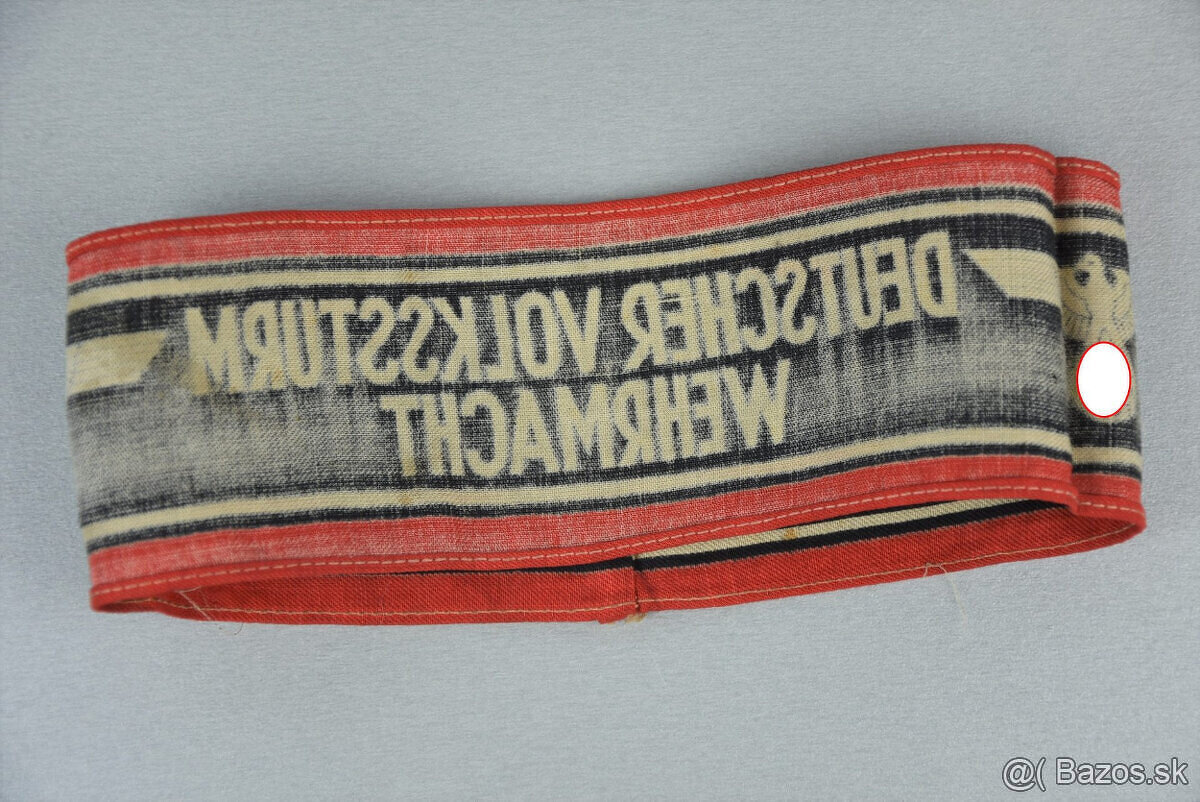 DEUTSCHER VOLKSSTURM
WEHRMACHT
@( Bazos.sk